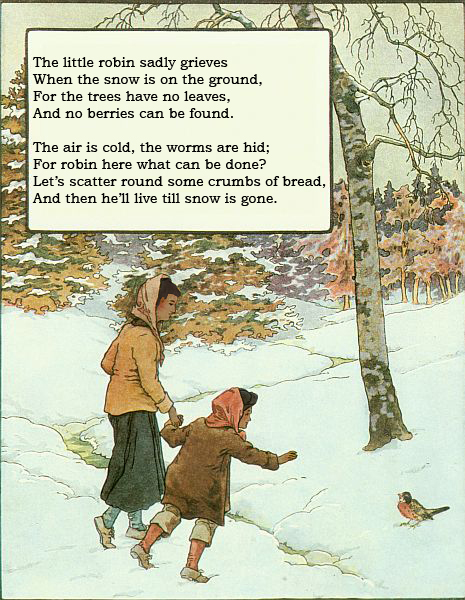 The little robin sadly grieves
When the snow is on the ground,
For the trees have no leaves,
And no berries can be found.

The air is cold, the worms are hid;
For robin here what can be done?
Let's scatter round some crumbs of bread,
And then he'll live till snow is gone.